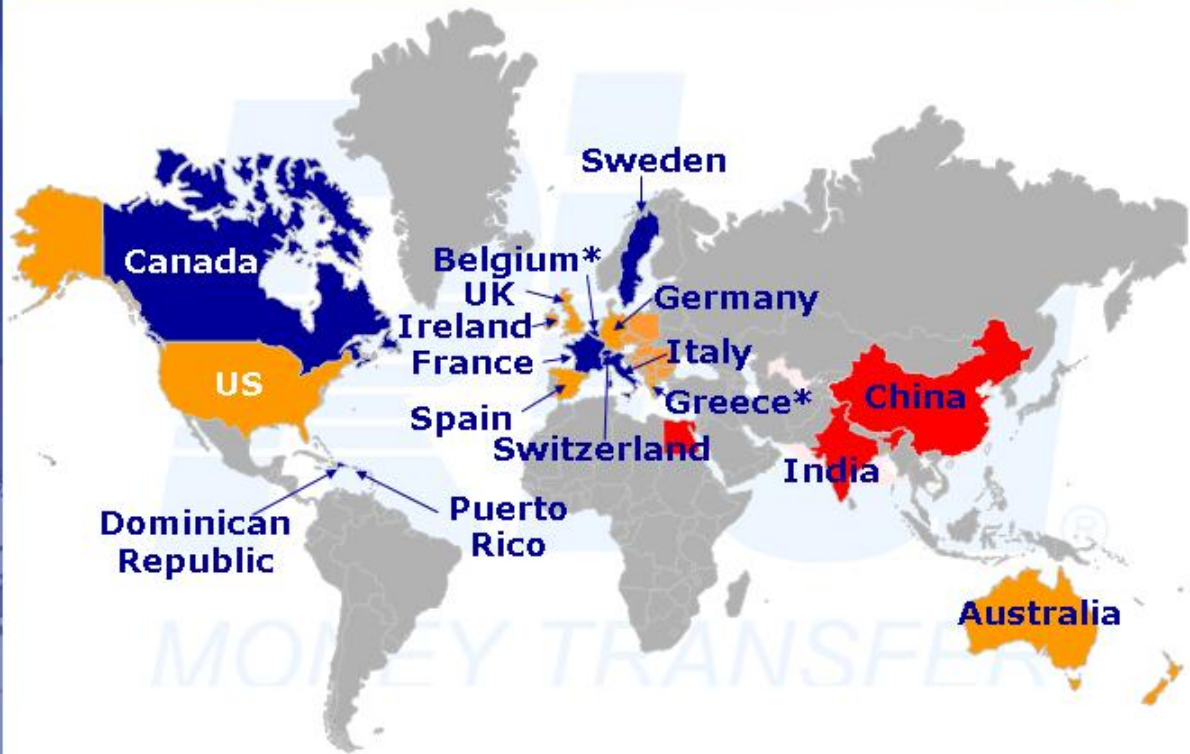 Sweden
Canada
Belgium*
UK
Germany
Ireland
France
Italy
US
China
Spain
Greece*
Switzerland
India
Dominican
Republic
Puerto
Rico
®
Australia
MONEY TRANSFER